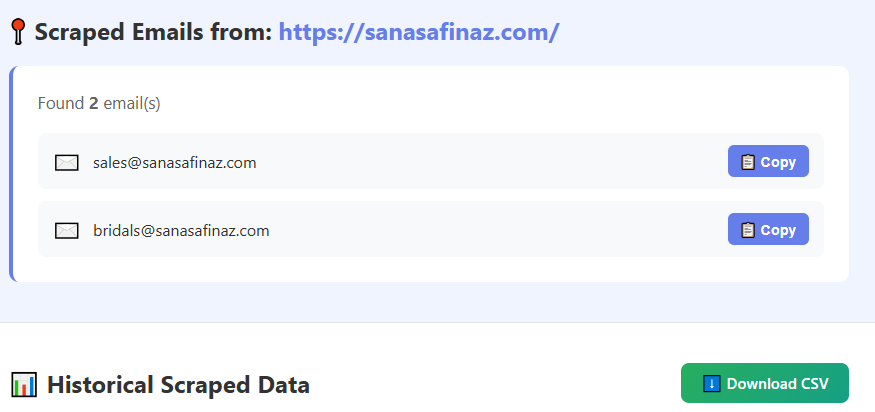 Scraped Emails from: https://sanasafinaz.com/
Found 2 email(s)
sales@sanasafinaz.com
Copy
bridals@sanasafinaz.com
Copy
Historical Scraped Data
Download CSV